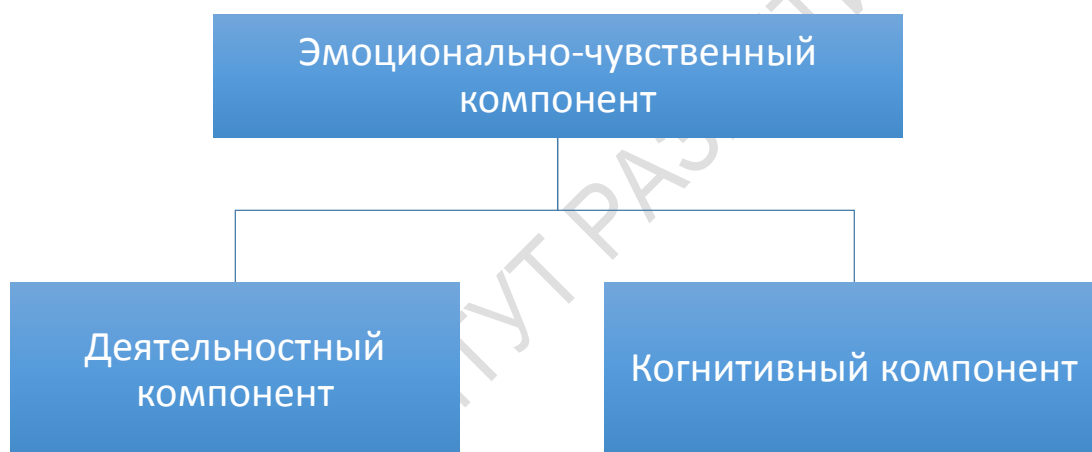 Эмоционально-чувственный
компонент
Деятельностный
компонент
Когнитивный компонент